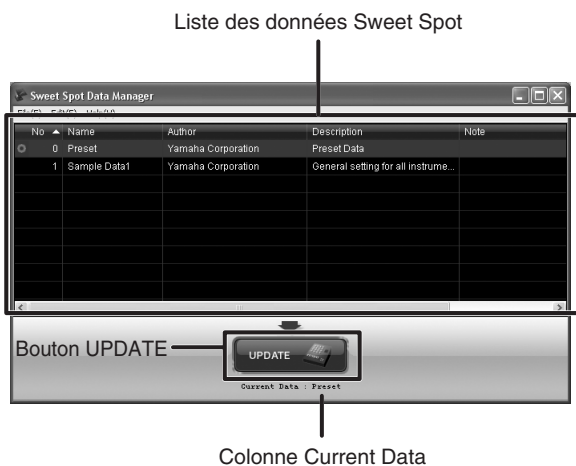 Liste des données Sweet Spot
Sweet Spot Data Manager
No Name Author Description Note
0 Preset Yamaha Corporation Preset Data
1 Sample Data1 Yamaha Corporation General setting for all instrume...
Bouton UPDATE
UPDATE
Current Data : Preset
Colonne Current Data